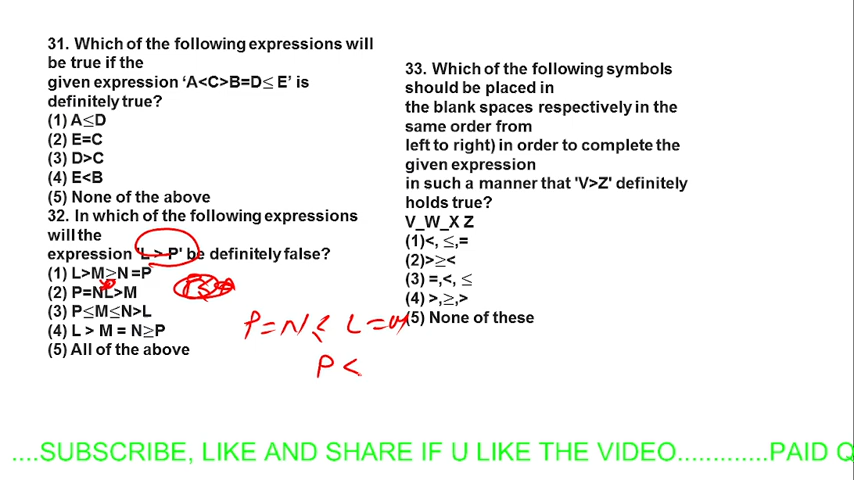 31. Which of the following expressions will
be true if the
given expression ‘A<C>B=D≤ E’ is
definitely true?
(1) A≤D
(2) E=C
(3) D>C
(4) E<B
(5) None of the above
32. In which of the following expressions
will the
expression 'L > P' be definitely false?
(1) L>M≥N =P
(2) P=NL>M
(3) P≤M≤N>L
(4) L > M = N≥P
(5) All of the above
P=N≤ L=
P <
33. Which of the following symbols
should be placed in
the blank spaces respectively in the
same order from
left to right) in order to complete the
given expression
in such a manner that 'V>Z' definitely
holds true?
V_W_X Z
(1)<, ≤,=
(2)>≥<
(3) =,<, ≤
(4) >,≥,>
(5) None of these
....SUBSCRIBE, LIKE AND SHARE IF U LIKE THE VIDEO.............PAID Q